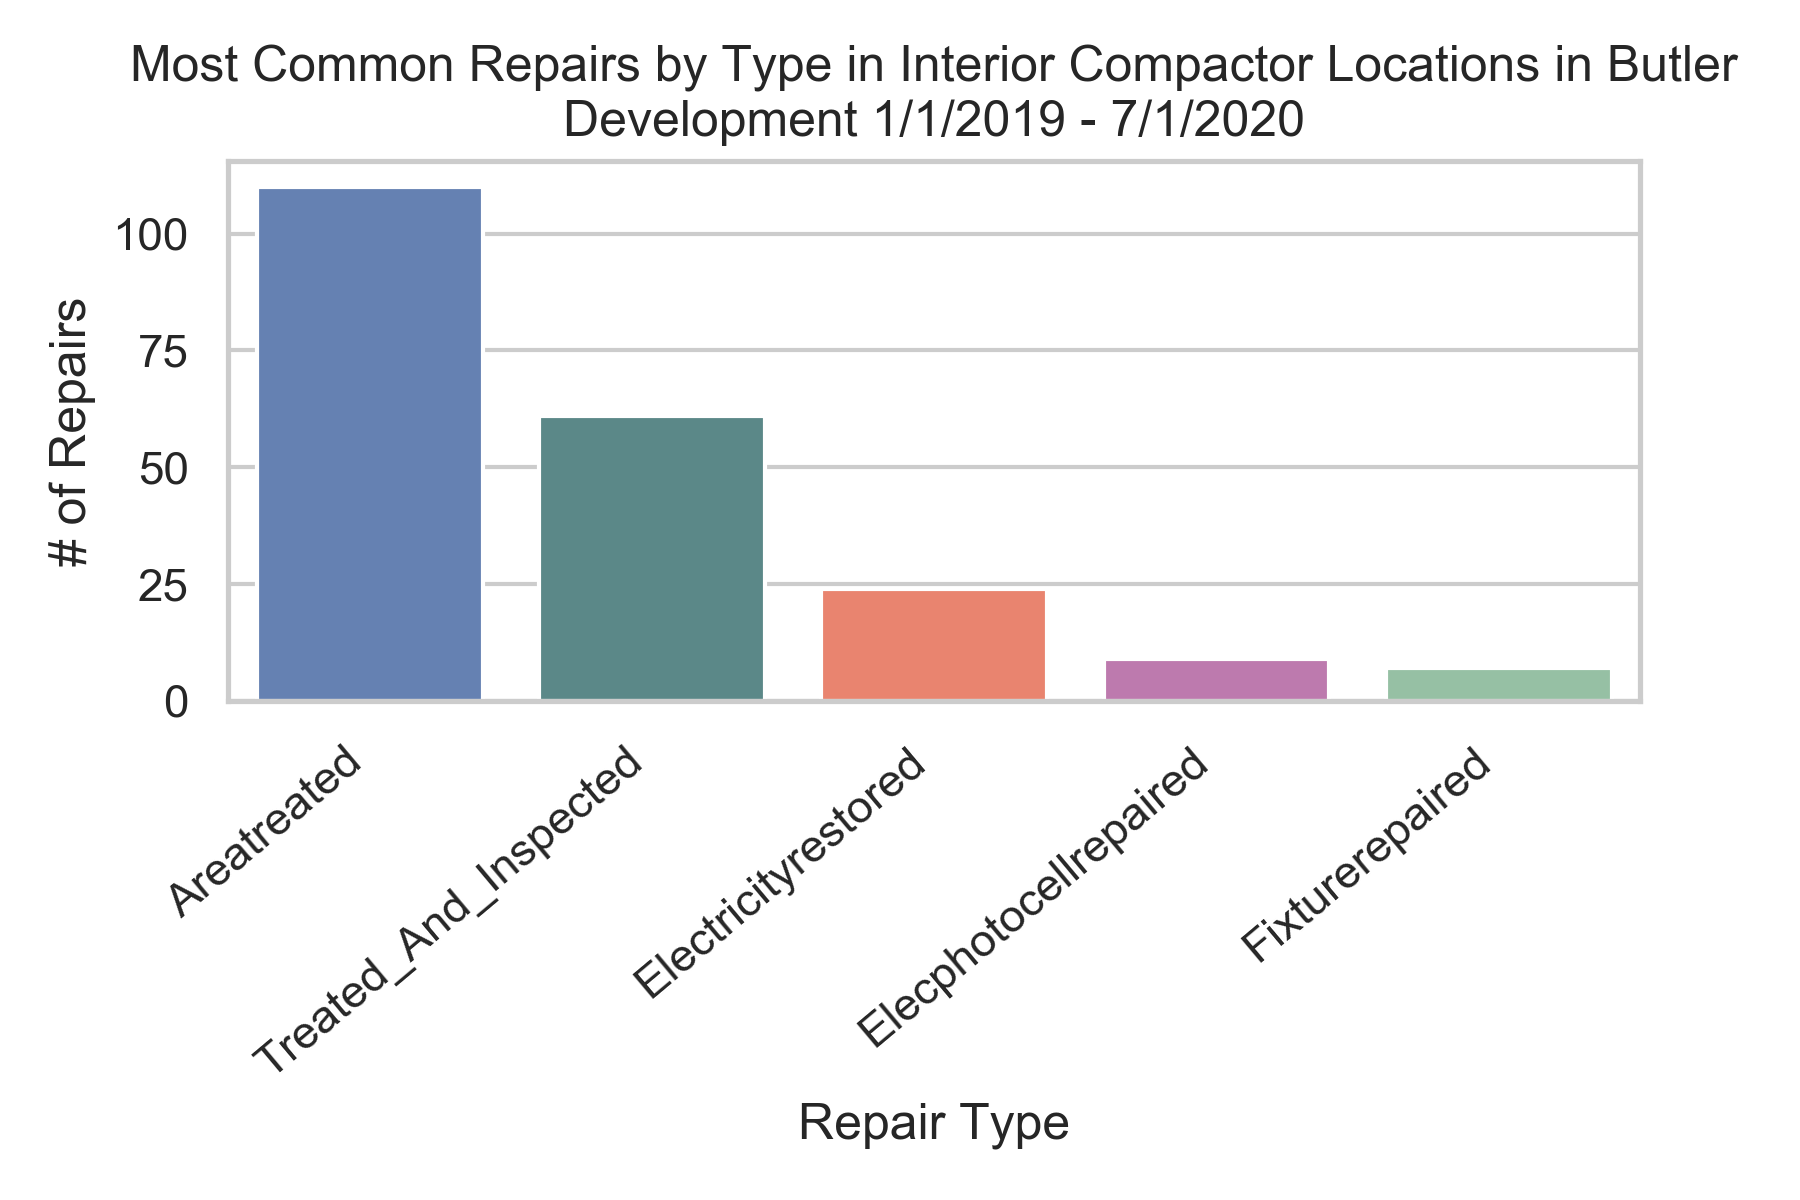 Most Common Repairs by Type in Interior Compactor Locations in Butler
Development 1/1/2019 - 7/1/2020
# of Repairs
100
75
50
25
0
Areatreated
Treated_And_Inspected
Electricityrestored
Elecphotocellrepaired
Fixturerepaired
Repair Type